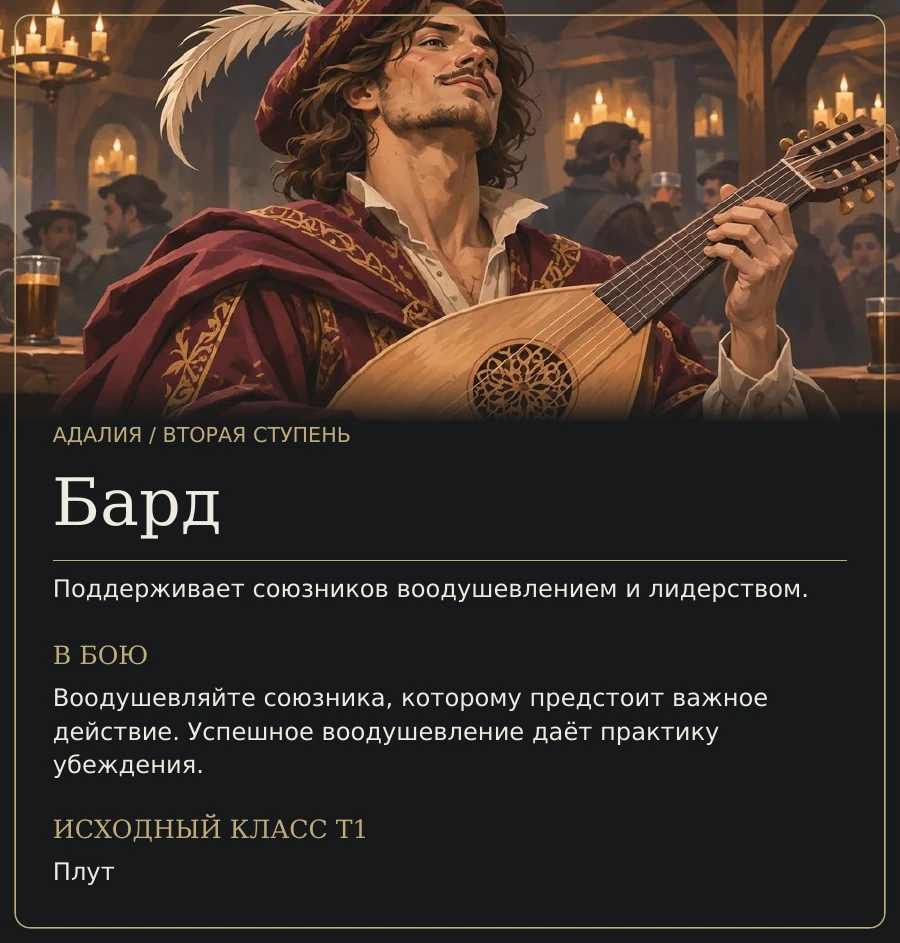 АДАЛИЯ / ВТОРАЯ СТУПЕНЬ
Бард
Поддерживает союзников воодушевлением и лидерством.
В БОЮ
Воодушевляйте союзника, которому предстоит важное
действие. Успешное воодушевление даёт практику
убеждения.
ИСХОДНЫЙ КЛАСС T1
Плут